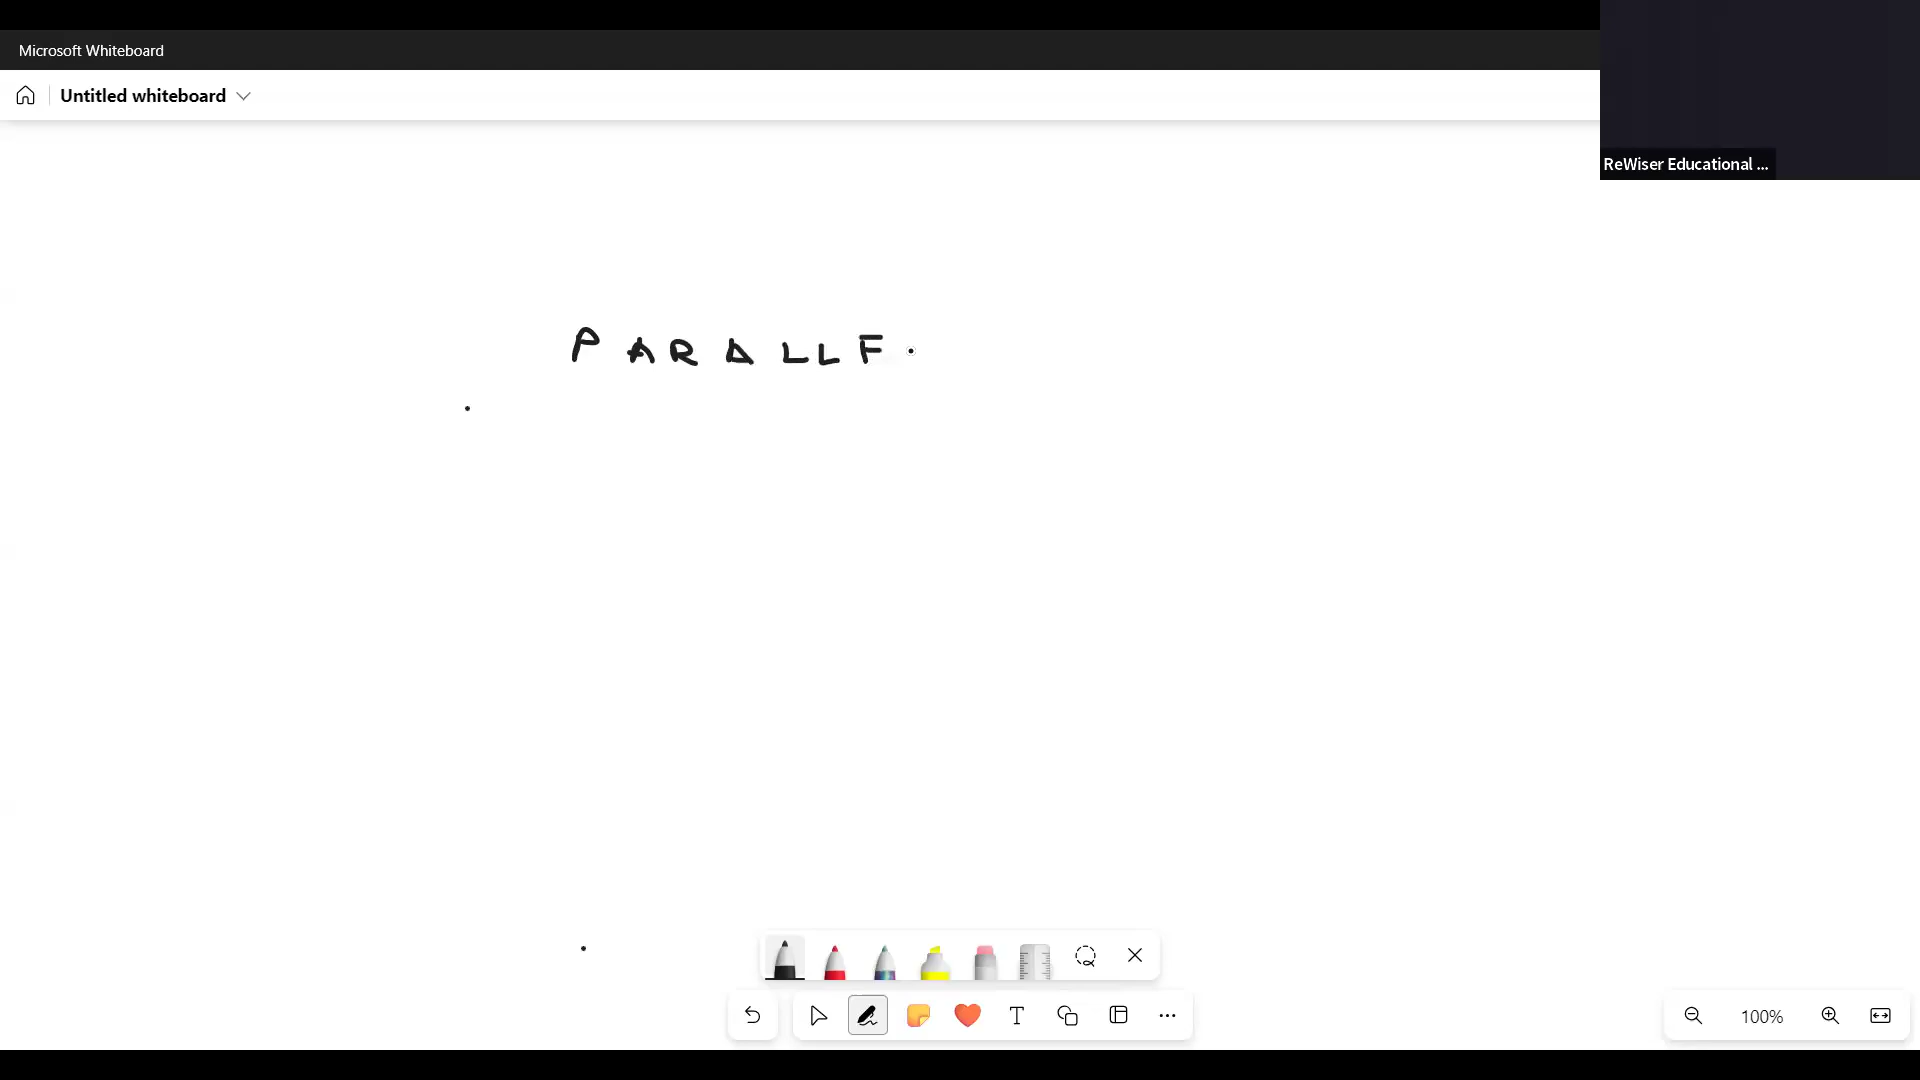 Microsoft Whiteboard
Untitled whiteboard
ReWiser Educational ...
PARALLF
100%